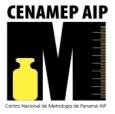 CENAMEP AIP
Centro Nacional de Metrología de Panamá AIP